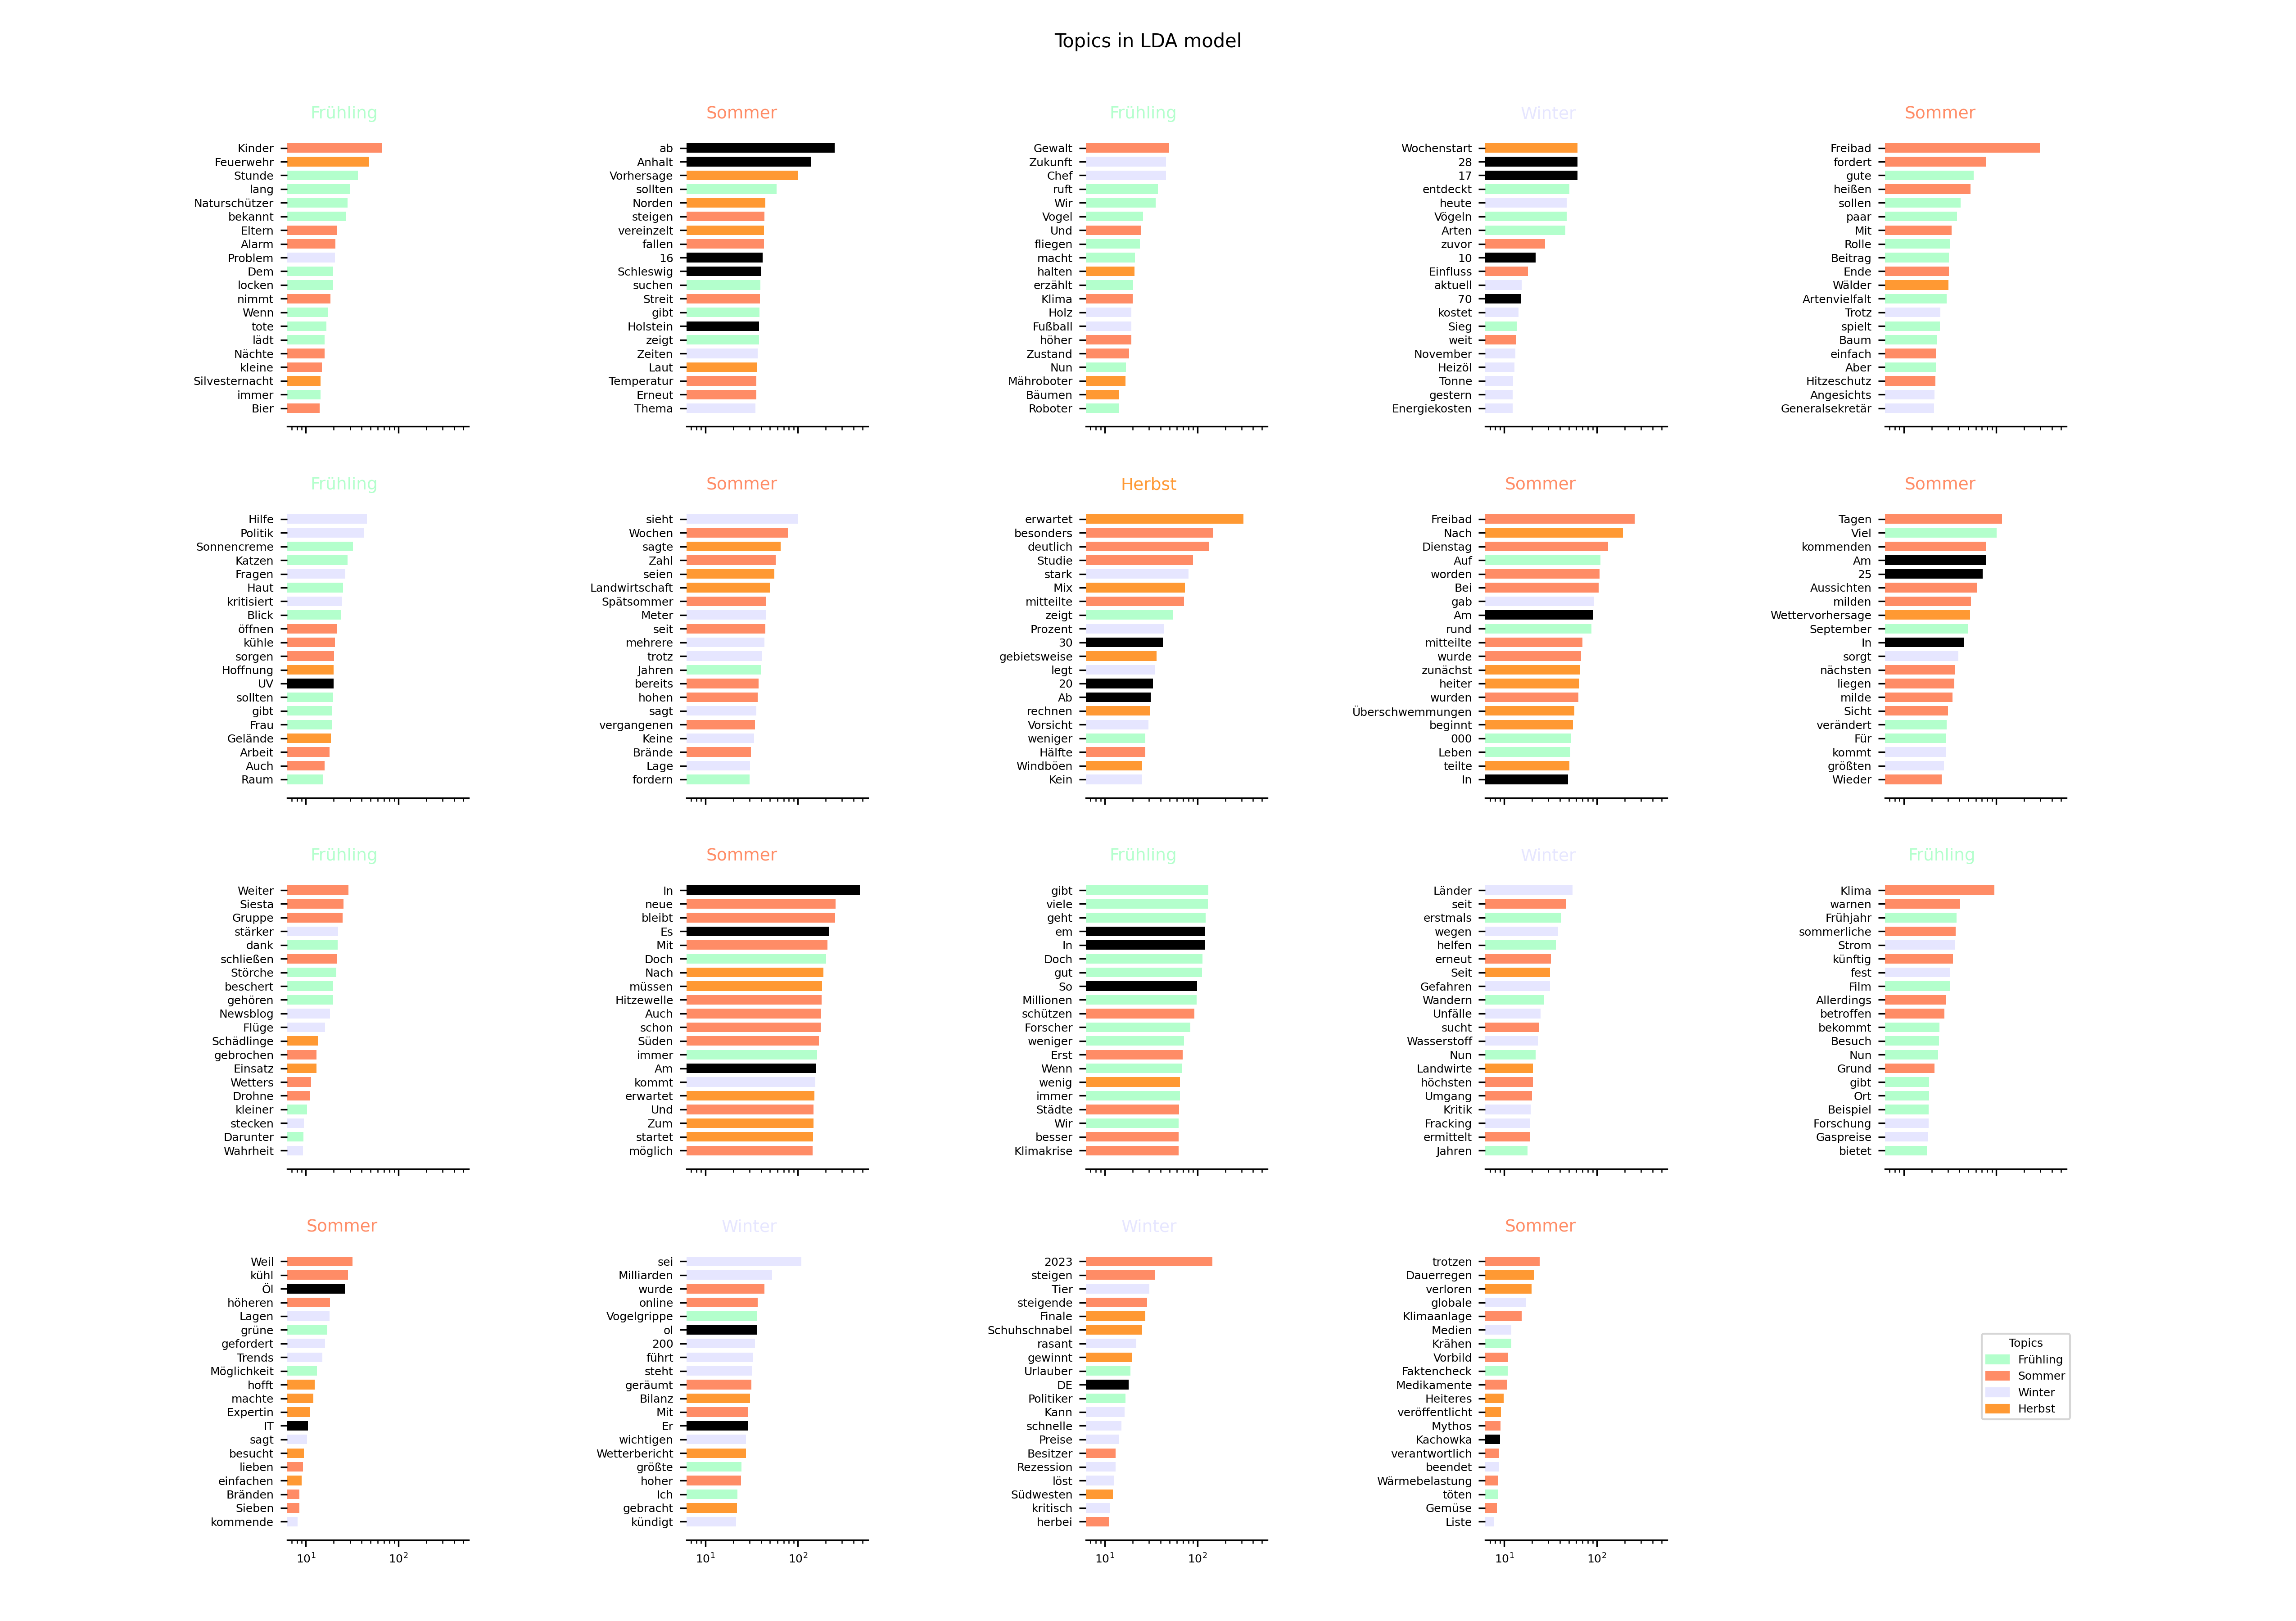 Topics in LDA model
Frühling
Kinder
Feuerwehr
Stunde
lang
Naturschützer
bekannt
Eltern
Alarm
Problem
Dem
locken
nimmt
Wenn
tote
lädt
Nächte
kleine
Silvesternacht
immer
Bier
Sommer
ab
Anhalt
Vorhersage
sollten
Norden
steigen
vereinzelt
fallen
16
Schleswig
suchen
Streit
gibt
Holstein
zeigt
Zeiten
Laut
Temperatur
Erneut
Thema
Frühling
Gewalt
Zukunft
Chef
ruft
Wir
Vogel
Und
fliegen
macht
halten
erzählt
Klima
Holz
Fußball
höher
Zustand
Nun
Mähroboter
Bäumen
Roboter
Winter
Wochenstart
28
17
entdeckt
heute
Vögeln
Arten
zuvor
10
Einfluss
aktuell
70
kostet
Sieg
weit
November
Heizöl
Tonne
gestern
Energiekosten
Sommer
Freibad
fordert
gute
heißen
sollen
paar
Mit
Rolle
Beitrag
Ende
Wälder
Artenvielfalt
Trotz
spielt
Baum
einfach
Aber
Hitzeschutz
Angesichts
Generalsekretär
Frühling
Hilfe
Politik
Sonnencreme
Katzen
Fragen
Haut
kritisiert
Blick
öffnen
kühle
sorgen
Hoffnung
UV
sollten
gibt
Frau
Gelände
Arbeit
Auch
Raum
Sommer
sieht
Wochen
sagte
Zahl
seien
Landwirtschaft
Spätsommer
Meter
seit
mehrere
trotz
Jahren
bereits
hohen
sagt
vergangenen
Keine
Brände
Lage
fordern
Herbst
erwartet
besonders
deutlich
Studie
stark
Mix
mitteilte
zeigt
Prozent
30
gebietsweise
legt
20
Ab
rechnen
Vorsicht
weniger
Hälfte
Windböen
Kein
Sommer
Freibad
Nach
Dienstag
Auf
worden
Bei
gab
Am
rund
mitteilte
wurde
zunächst
heiter
wurden
Überschwemmungen
beginnt
000
Leben
teilte
In
Sommer
Tagen
Viel
kommenden
Am
25
Aussichten
milden
Wettervorhersage
September
In
sorgt
nächsten
liegen
milde
Sicht
verändert
Für
kommt
größten
Wieder
Frühling
Weiter
Siesta
Gruppe
stärker
dank
schließen
Störche
beschert
gehören
Newsblog
Flüge
Schädlinge
gebrochen
Einsatz
Wetters
Drohne
kleiner
stecken
Darunter
Wahrheit
Sommer
In
neue
bleibt
Es
Mit
Doch
Nach
müssen
Hitzewelle
Auch
schon
Süden
immer
Am
kommt
erwartet
Und
Zum
startet
möglich
Frühling
gibt
viele
geht
em
In
Doch
gut
So
Millionen
schützen
Forscher
weniger
Erst
Wenn
wenig
immer
Städte
Wir
besser
Klimakrise
Winter
Länder
seit
erstmals
wegen
helfen
erneut
Seit
Gefahren
Wandern
Unfälle
sucht
Wasserstoff
Nun
Landwirte
höchsten
Umgang
Kritik
Fracking
ermittelt
Jahren
Frühling
Klima
warnen
Frühjahr
sommerliche
Strom
künftig
fest
Film
Allerdings
betroffen
bekommt
Besuch
Nun
Grund
gibt
Ort
Beispiel
Forschung
Gaspreise
bietet
Sommer
Weil
kühl
Öl
höheren
Lagen
grüne
gefordert
Trends
Möglichkeit
hofft
machte
Expertin
IT
sagt
besucht
lieben
einfachen
Bränden
Sieben
kommende
10¹ 10²
Winter
sei
Milliarden
wurde
online
Vogelgrippe
ol
200
führt
steht
geräumt
Bilanz
Mit
Er
wichtigen
Wetterbericht
größte
hoher
Ich
gebracht
kündigt
10¹ 10²
Winter
2023
steigen
Tier
steigende
Finale
Schuhschnabel
rasant
gewinnt
Urlauber
DE
Politiker
Kann
schnelle
Preise
Besitzer
Rezession
löst
Südwesten
kritisch
herbei
10¹ 10²
Sommer
trotzen
Dauerregen
verloren
globale
Klimaanlage
Medien
Krähen
Vorbild
Faktencheck
Medikamente
Heiteres
veröffentlicht
Mythos
Kachowka
verantwortlich
beendet
Wärmebelastung
töten
Gemüse
Liste
10¹ 10²
Topics
Frühling
Sommer
Winter
Herbst